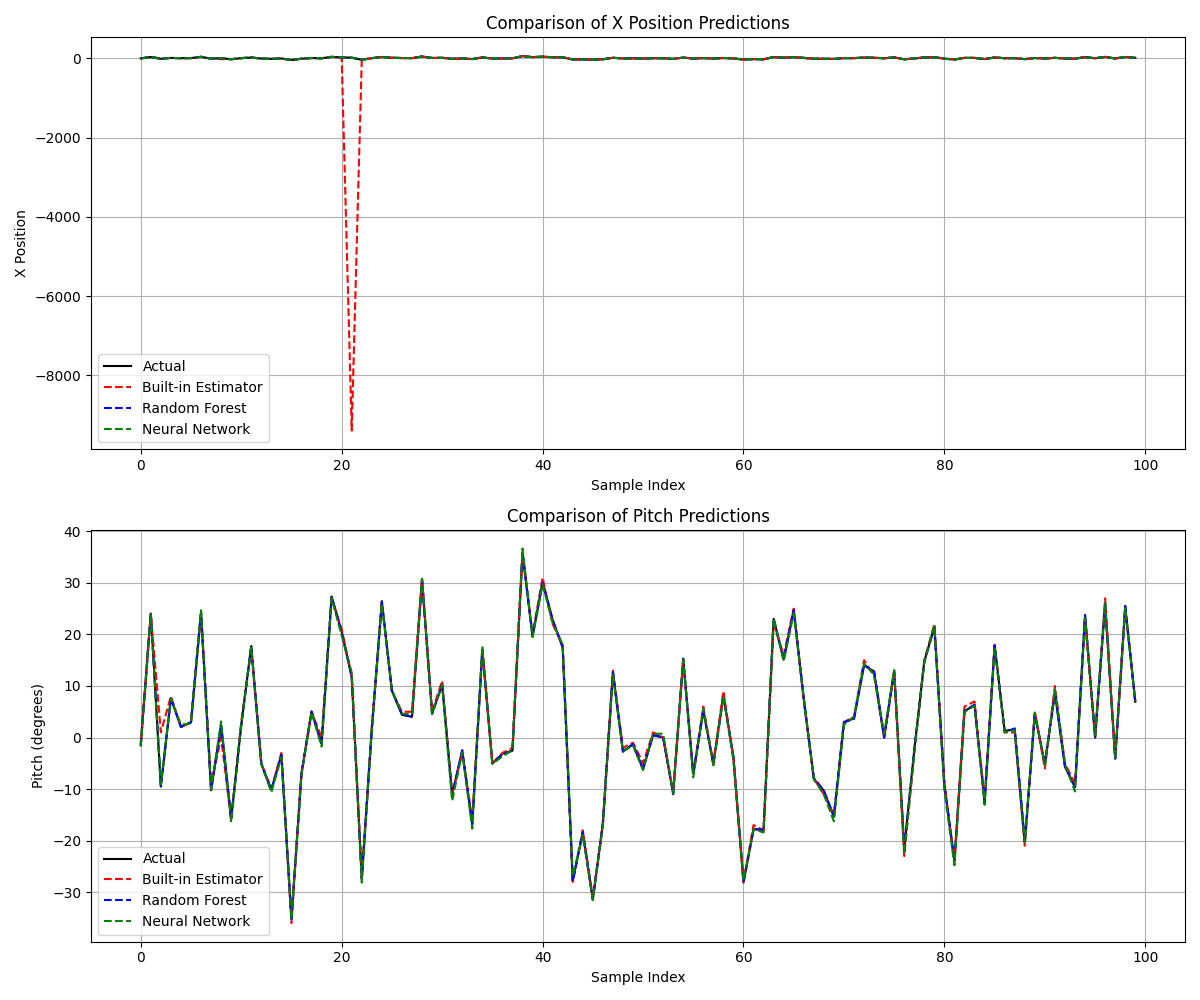 Comparison of X Position Predictions
X Position
0
−2000
−4000
−6000
−8000
Actual
Built-in Estimator
Random Forest
Neural Network
0 20 40 60 80 100
Sample Index
Comparison of Pitch Predictions
Pitch (degrees)
40
30
20
10
0
−10
−20
−30
Actual
Built-in Estimator
Random Forest
Neural Network
0 20 40 60 80 100
Sample Index